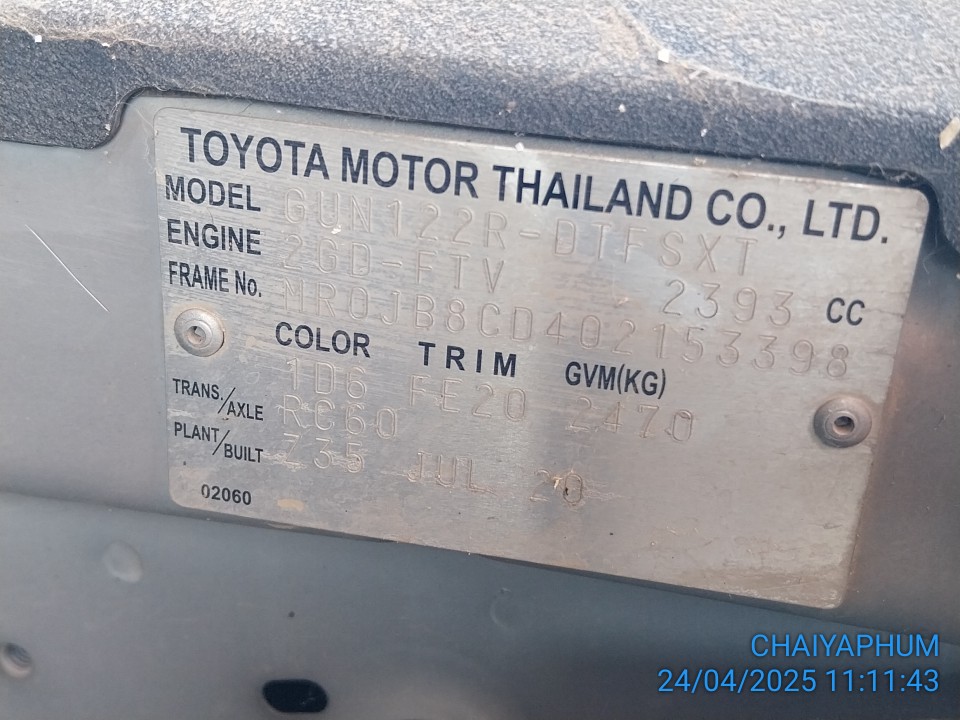 TOYOTA MOTOR THAILAND CO., LTD.
MODEL GUN122R-DTFSXT
ENGINE 2GD-FTV 2393 CC
FRAME No. MR0JB8CD402153398
COLOR TRIM GVM(KG)
1D6 FE20 2470
TRANS./AXLE RC60
PLANT/BUILT Z35 JUL 20
02060
CHAIYAPHUM
24/04/2025 11:11:43